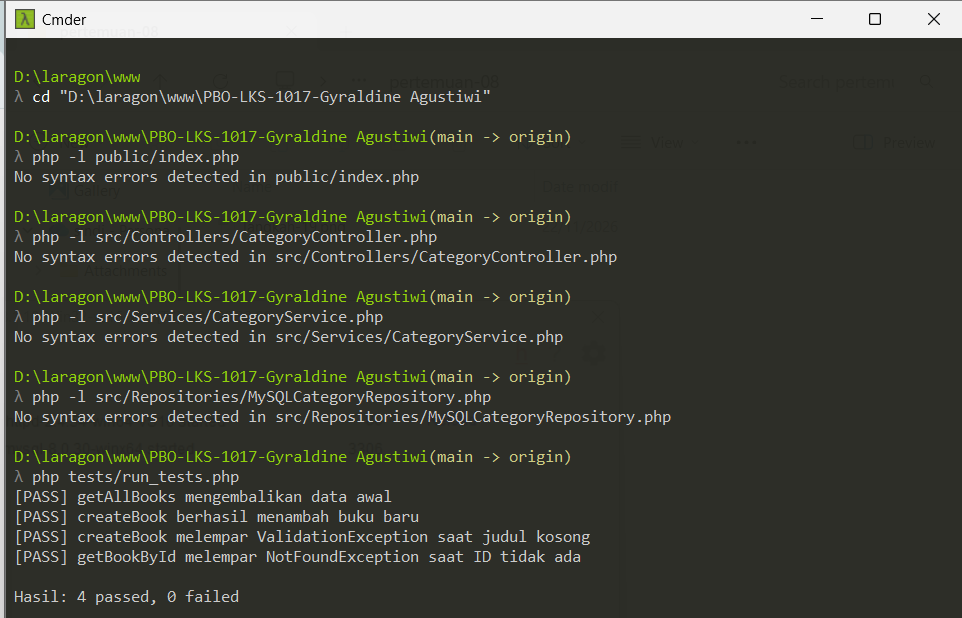 Cmder
D:\laragon\www
λ cd "D:\laragon\www\PBO-LKS-1017-Gyraldine Agustiwi"
D:\laragon\www\PBO-LKS-1017-Gyraldine Agustiwi(main -> origin)
λ php -l public/index.php
No syntax errors detected in public/index.php
D:\laragon\www\PBO-LKS-1017-Gyraldine Agustiwi(main -> origin)
λ php -l src/Controllers/CategoryController.php
No syntax errors detected in src/Controllers/CategoryController.php
D:\laragon\www\PBO-LKS-1017-Gyraldine Agustiwi(main -> origin)
λ php -l src/Services/CategoryService.php
No syntax errors detected in src/Services/CategoryService.php
D:\laragon\www\PBO-LKS-1017-Gyraldine Agustiwi(main -> origin)
λ php -l src/Repositories/MySQLCategoryRepository.php
No syntax errors detected in src/Repositories/MySQLCategoryRepository.php
D:\laragon\www\PBO-LKS-1017-Gyraldine Agustiwi(main -> origin)
λ php tests/run_tests.php
[PASS] getAllBooks mengembalikan data awal
[PASS] createBook berhasil menambah buku baru
[PASS] createBook melempar ValidationException saat judul kosong
[PASS] getBookById melempar NotFoundException saat ID tidak ada
Hasil: 4 passed, 0 failed